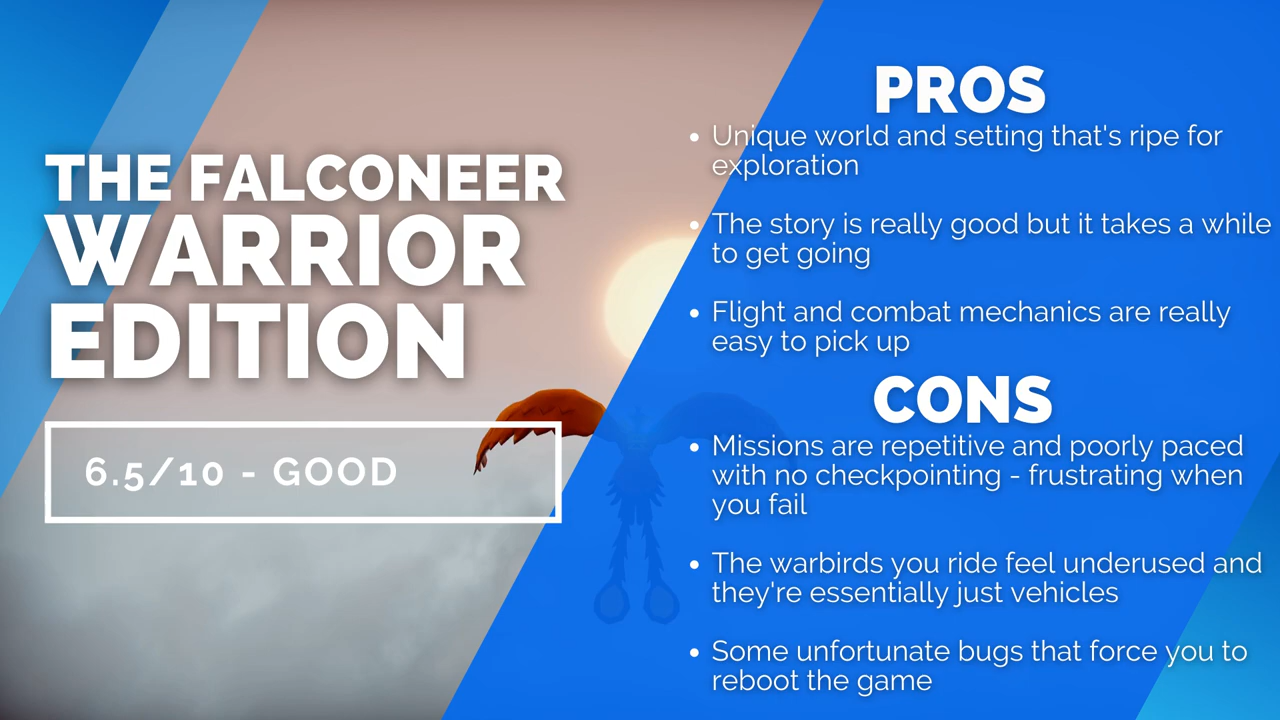 THE FALCONEER
WARRIOR
EDITION
6.5/10 - GOOD
PROS
• Unique world and setting that's ripe for
exploration
• The story is really good but it takes a while
to get going
• Flight and combat mechanics are really
easy to pick up
CONS
• Missions are repetitive and poorly paced
with no checkpointing - frustrating when
you fail
• The warbirds you ride feel underused and
they're essentially just vehicles
• Some unfortunate bugs that force you to
reboot the game